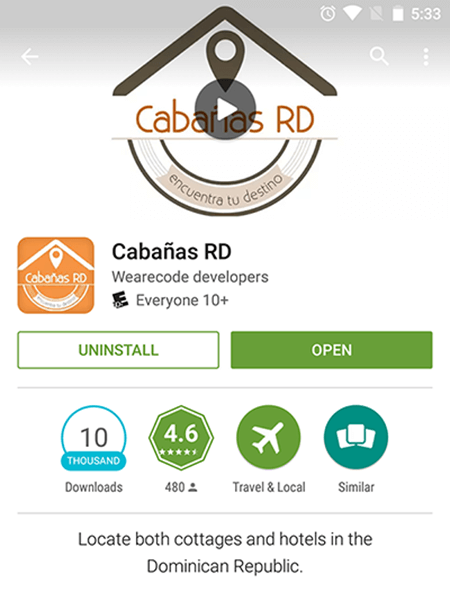 5:33
Cabañas RD
encuentra tu destino
Cabañas RD
encuentra tu destino
Cabañas RD
Wearecode developers
E Everyone 10+
UNINSTALL
OPEN
10
THOUSAND
4.6
Downloads
480
Travel & Local
Similar
Locate both cottages and hotels in the
Dominican Republic.